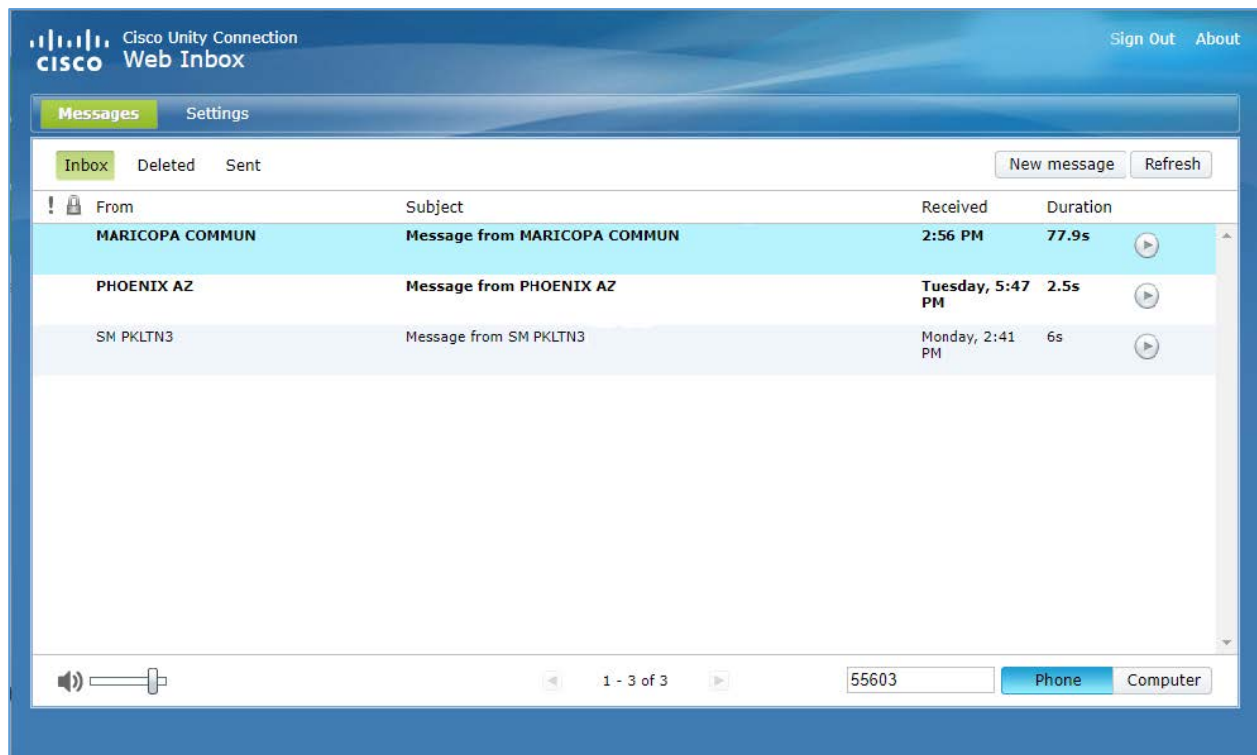 Cisco Unity Connection
Sign Out About
CISCO Web Inbox
Messages Settings
Inbox Deleted Sent New message Refresh
! From Subject Received Duration
MARICOPA COMMUN Message from MARICOPA COMMUN 2:56 PM 77.9s
PHOENIX AZ Message from PHOENIX AZ Tuesday, 5:47 2.5s
PM
SM PKLTN3 Message from SM PKLTN3 Monday, 2:41 6s
PM
1 - 3 of 3 55603 Phone Computer